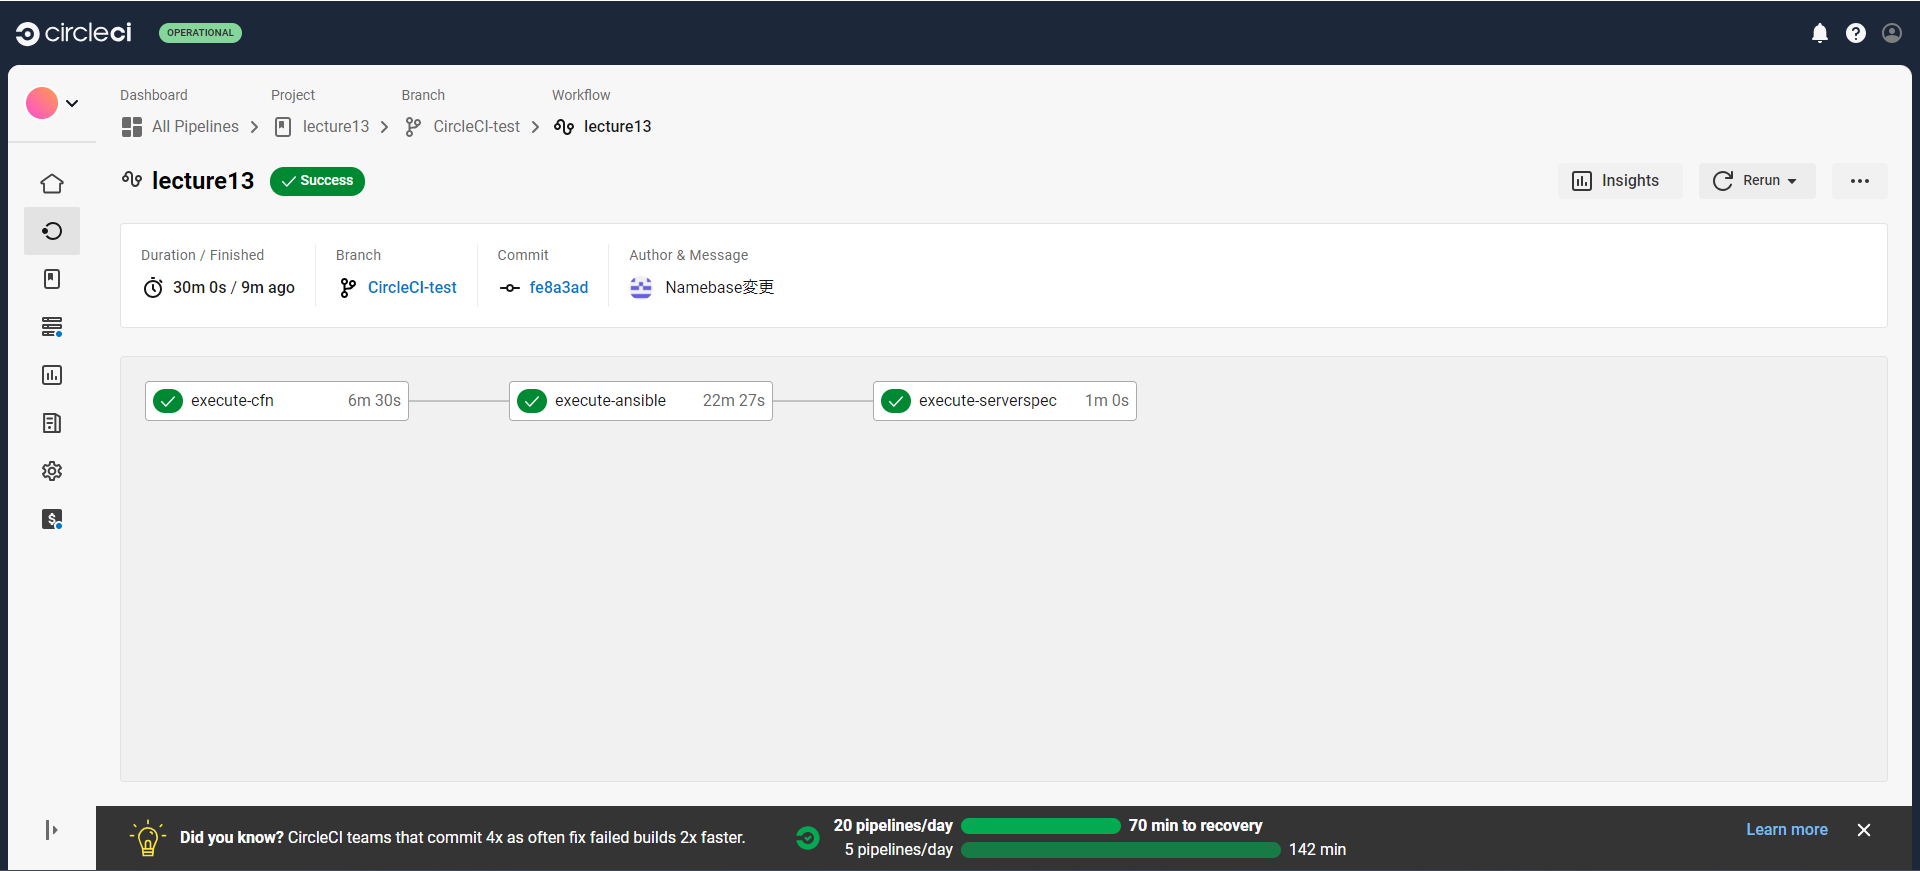 circleci OPERATIONAL
Dashboard Project Branch Workflow
All Pipelines lecture13 CircleCI-test lecture13
lecture13 Success Insights Rerun
Duration / Finished Branch Commit Author & Message
30m 0s / 9m ago CircleCI-test fe8a3ad Namebase変更
execute-cfn 6m 30s execute-ansible 22m 27s execute-serverspec 1m 0s
Did you know? CircleCI teams that commit 4x as often fix failed builds 2x faster.
20 pipelines/day 70 min to recovery
5 pipelines/day 142 min
Learn more